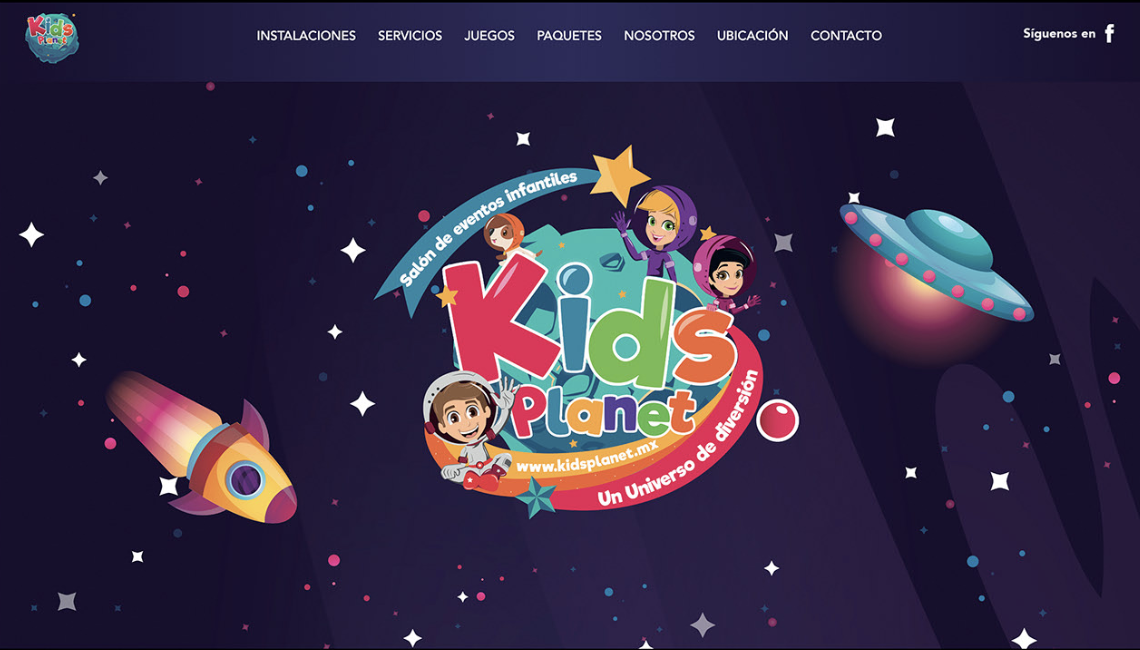 Kids
Planet
INSTALACIONES SERVICIOS JUEGOS PAQUETES NOSOTROS UBICACIÓN CONTACTO
Síguenos en f
Salón de eventos infantiles
Kids
Planet
www.kidsplanet.mx
Un Universo de diversión